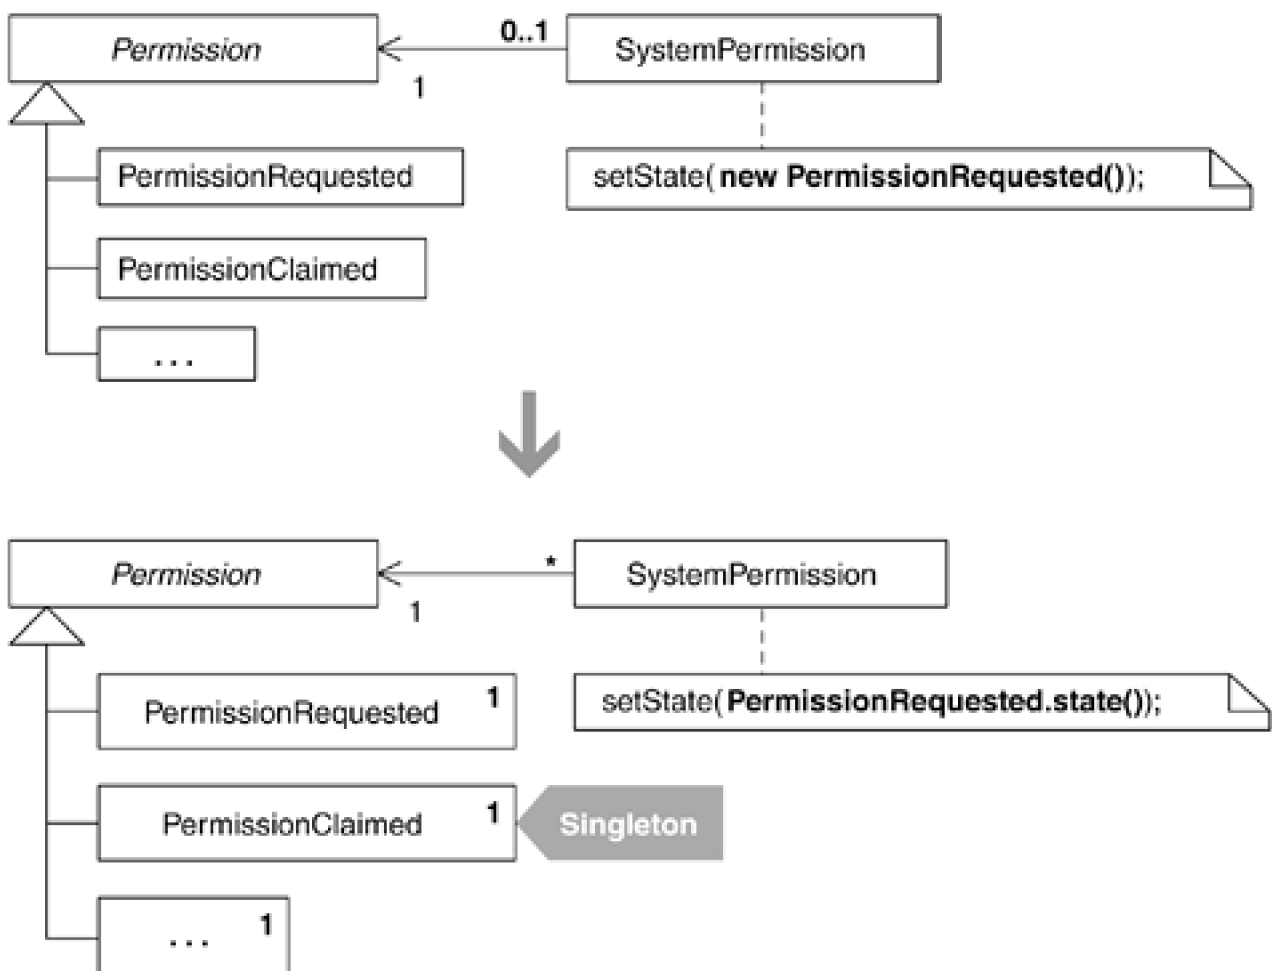 Permission
0..1
SystemPermission
1
PermissionRequested
setState(new PermissionRequested());
PermissionClaimed
...
Permission
*
SystemPermission
1
PermissionRequested 1
setState(PermissionRequested.state());
PermissionClaimed 1
Singleton
... 1